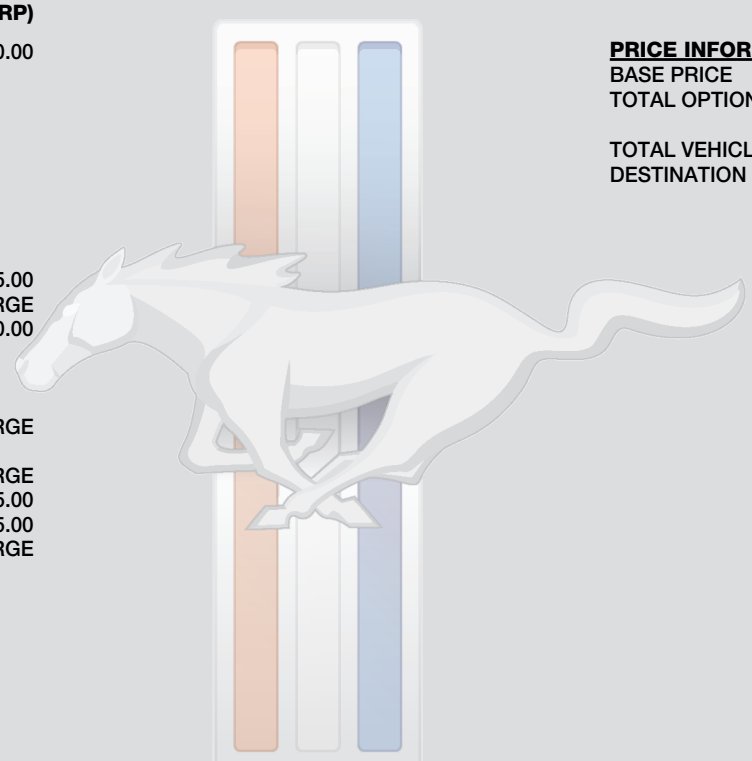 RP)
0.00
5.00
RGE
0.00
RGE
RGE
5.00
5.00
RGE
PRICE INFOR
BASE PRICE
TOTAL OPTION
TOTAL VEHICL
DESTINATION